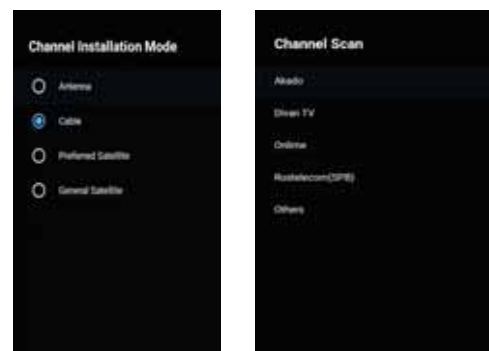 Channel Installation Mode
Antenna
Cable
Preferred Satellite
General Satellite
Channel Scan
Akado
Divan TV
Onlime
Rostelecom(SPB)
Others